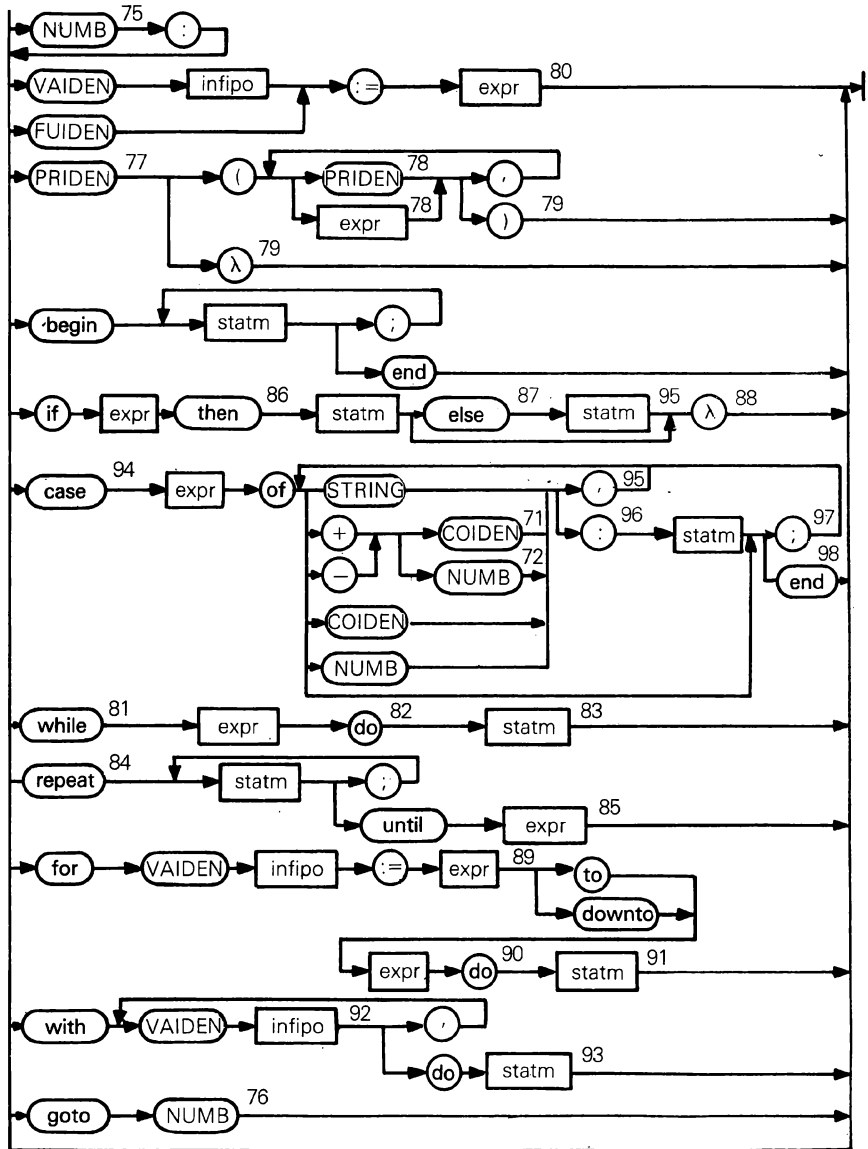 NUMB 75 :
VAIDEN infipo := expr 80
FUIDEN
PRIDEN 77 ( PRIDEN 78 ,
expr 78 ) 79
λ 79
begin statm ;
end
if expr then 86 statm else 87 statm 95 λ 88
case 94 expr of STRING , 95
+ COIDEN 71 : 96 statm ; 97
- NUMB 72 end 98
COIDEN
NUMB
while 81 expr do 82 statm 83
repeat 84 statm ;
until expr 85
for VAIDEN infipo := expr 89 to
downto
expr do 90 statm 91
with VAIDEN infipo 92 ,
do statm 93
goto NUMB 76